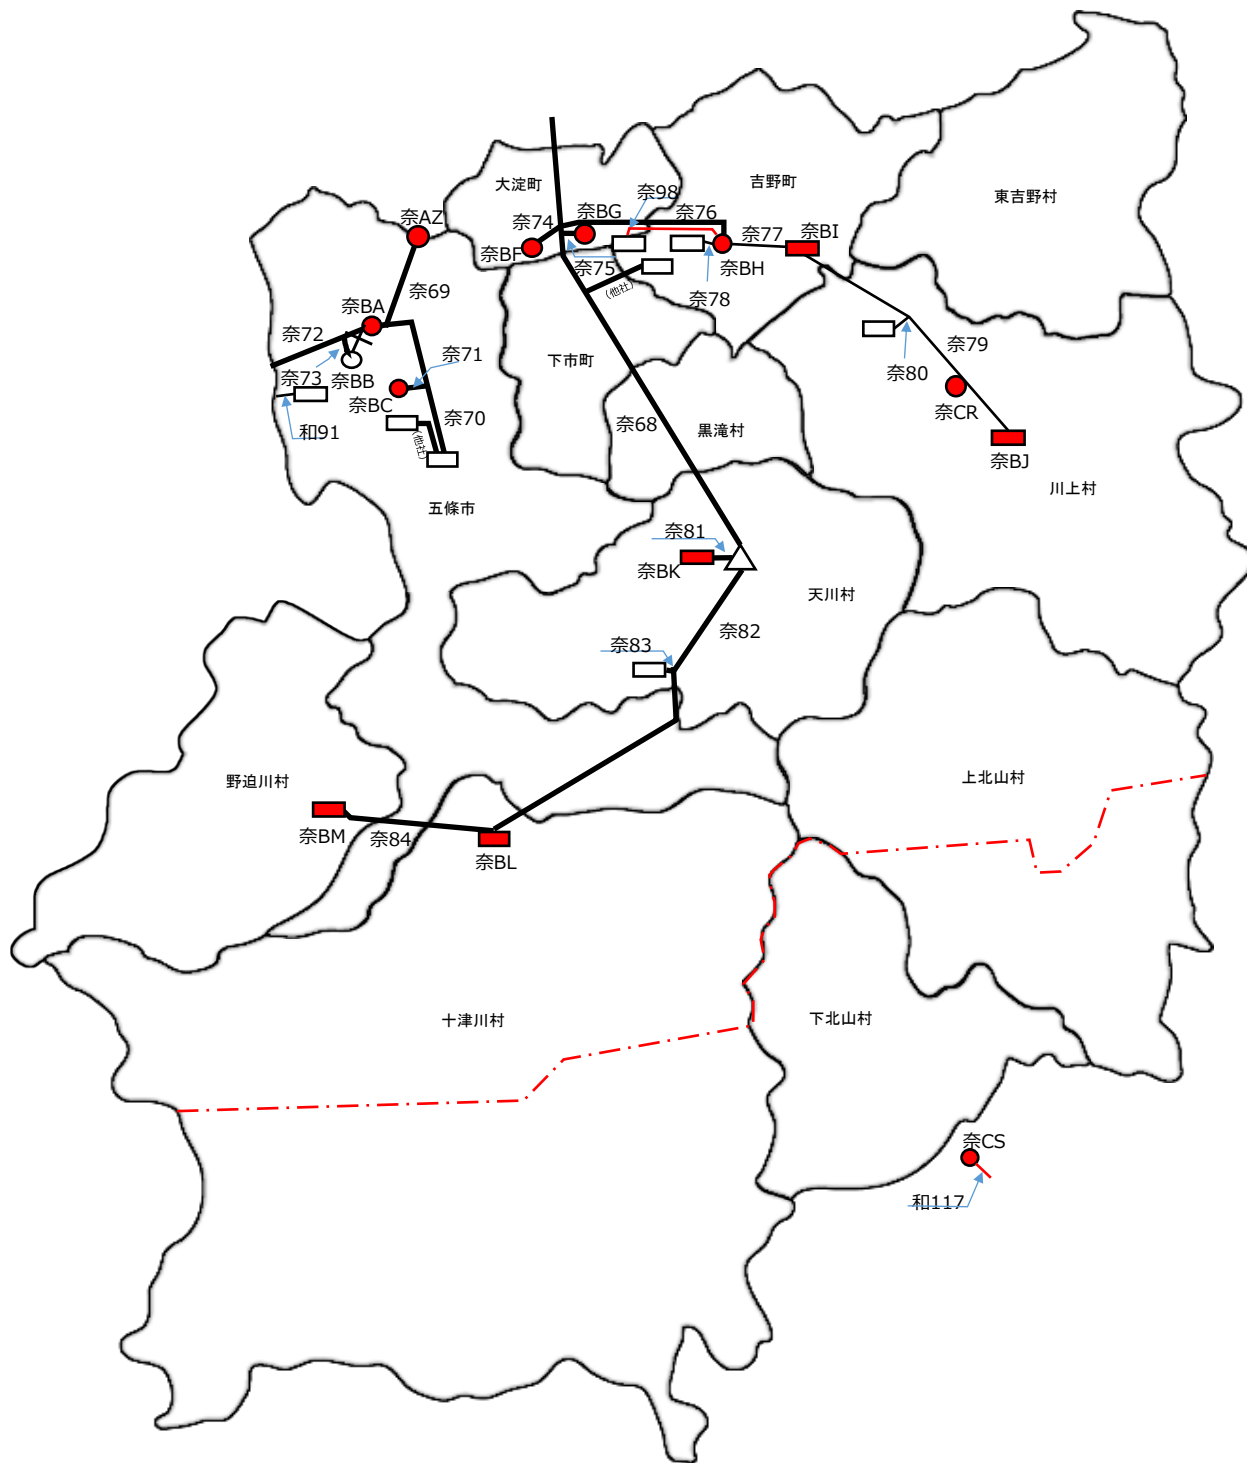 大淀町
吉野町
東吉野村
奈98
奈AZ
奈74
奈BG
奈76
奈77
奈BI
奈BF
奈75
奈BH
奈69
奈78
(他社)
奈BA
奈72
奈71
奈79
下市町
奈80
奈73
奈BB
奈BC
奈CR
奈70
奈68
黒滝村
和91
(他社)
奈BJ
川上村
五條市
奈81
奈BK
天川村
奈82
奈83
野迫川村
上北山村
奈BM
奈84
奈BL
十津川村
下北山村
奈CS
和117